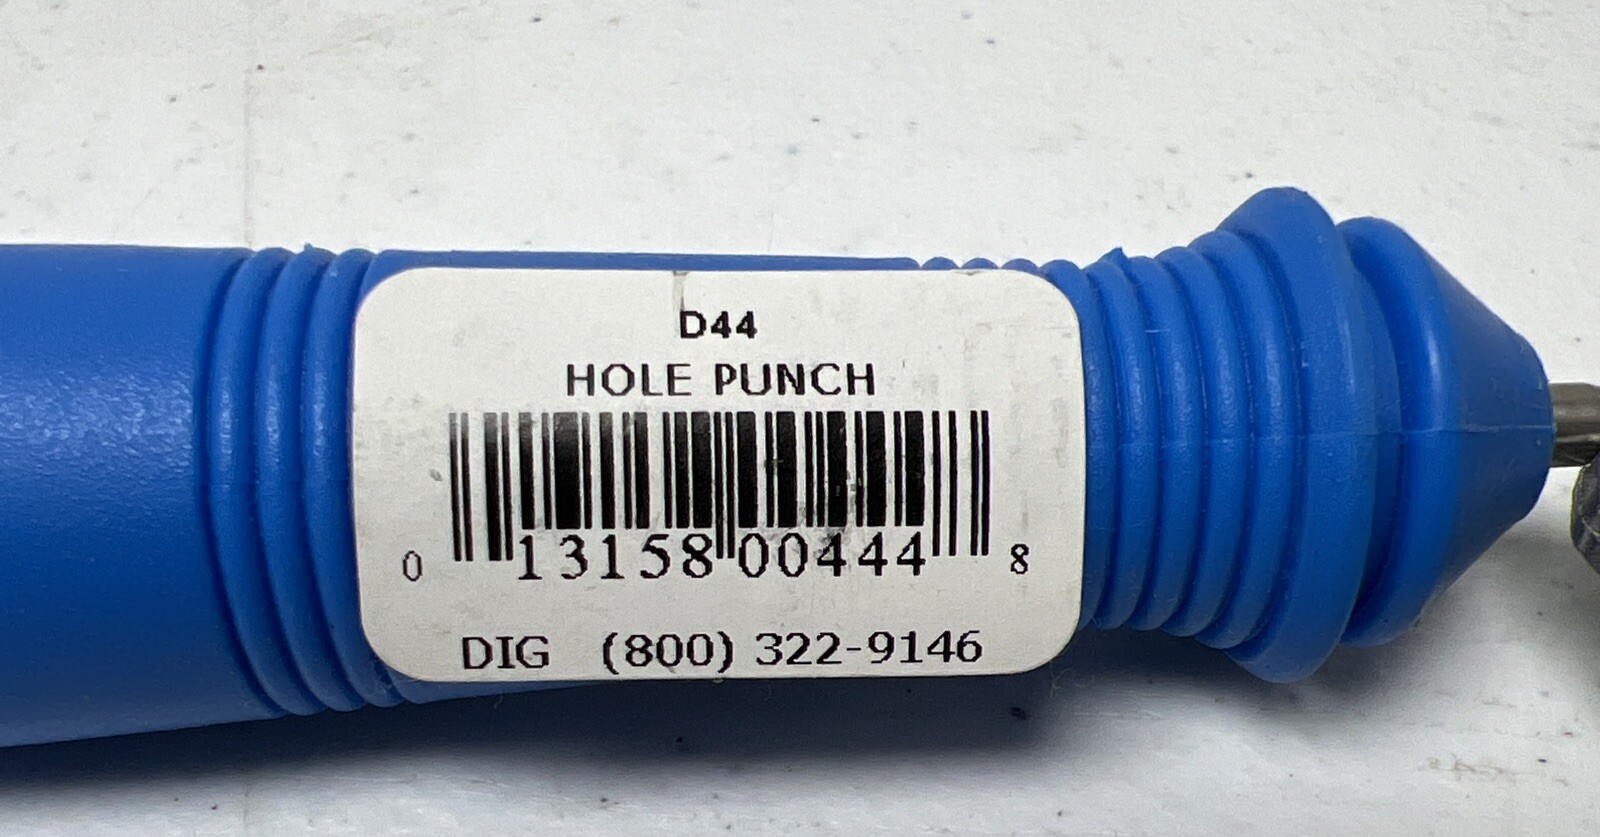 D44
HOLE PUNCH
0 13158 00444 8
DIG (800) 322-9146